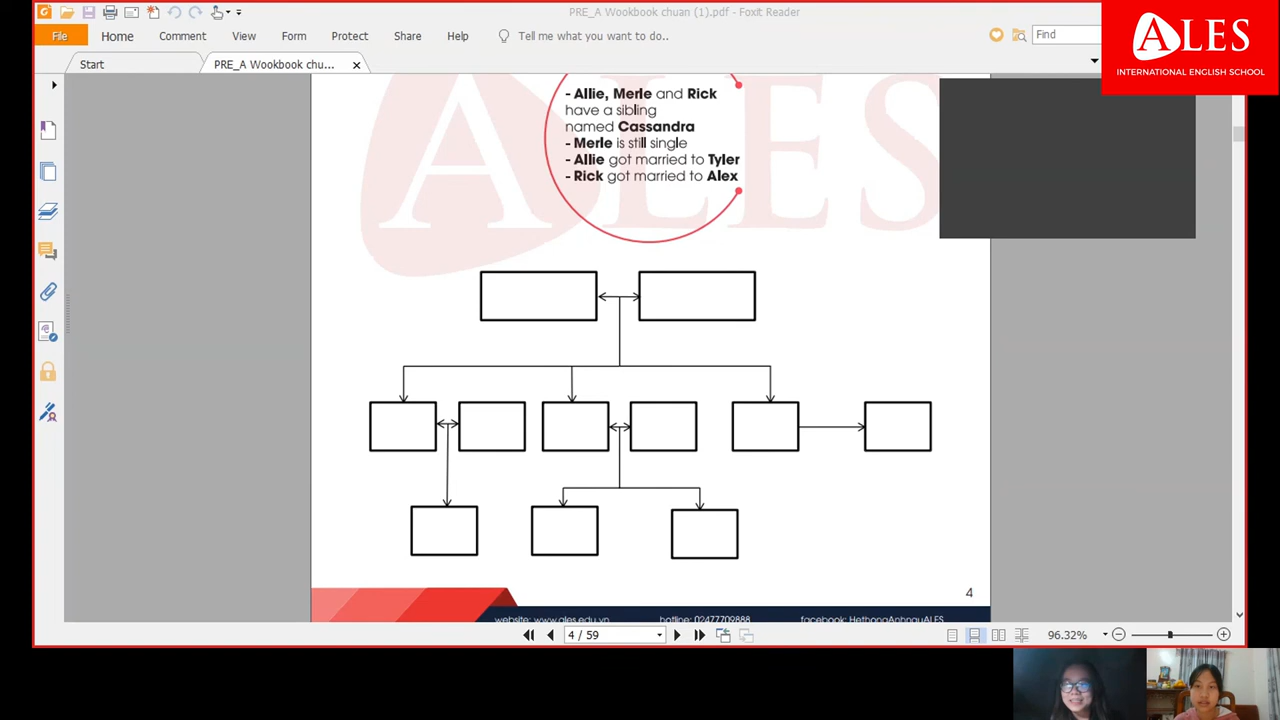 PRE_A Wookbook chuan (1).pdf - Foxit Reader
File Home Comment View Form Protect Share Help Tell me what you want to do.. Find
ALES
INTERNATIONAL ENGLISH SCHOOL
Start PRE_A Wookbook chu...
- Allie, Merle and Rick
have a sibling
named Cassandra
- Merle is still single
- Allie got married to Tyler
- Rick got married to Alex
ALES
4
website: www.ales.edu.vn hotline: 02477709888 facebook: HethongAnhnguALES
4 / 59 96.32%